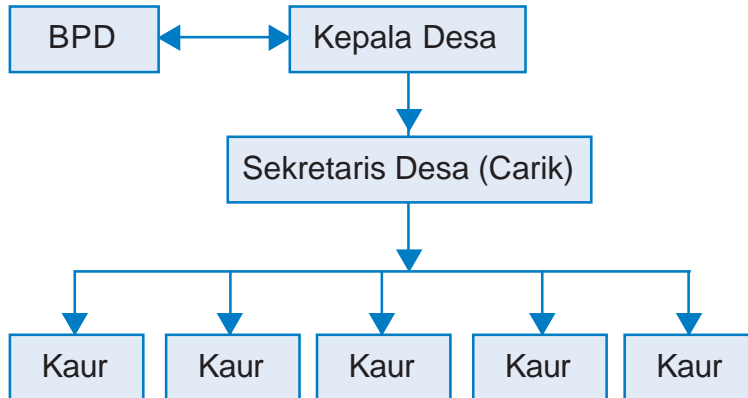 BPD
Kepala Desa
Sekretaris Desa (Carik)
Kaur
Kaur
Kaur
Kaur
Kaur